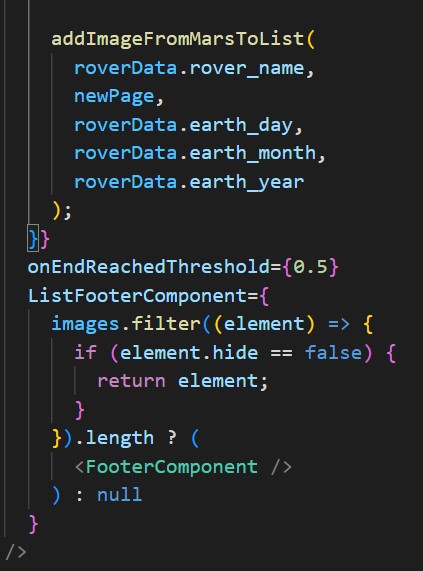 addImageFromMarsToList(
roverData.rover_name,
newPage,
roverData.earth_day,
roverData.earth_month,
roverData.earth_year
);
}}
onEndReachedThreshold={0.5}
ListFooterComponent={
images.filter((element) => {
if (element.hide == false) {
return element;
}
}).length ? (
<FooterComponent />
) : null
}
/>